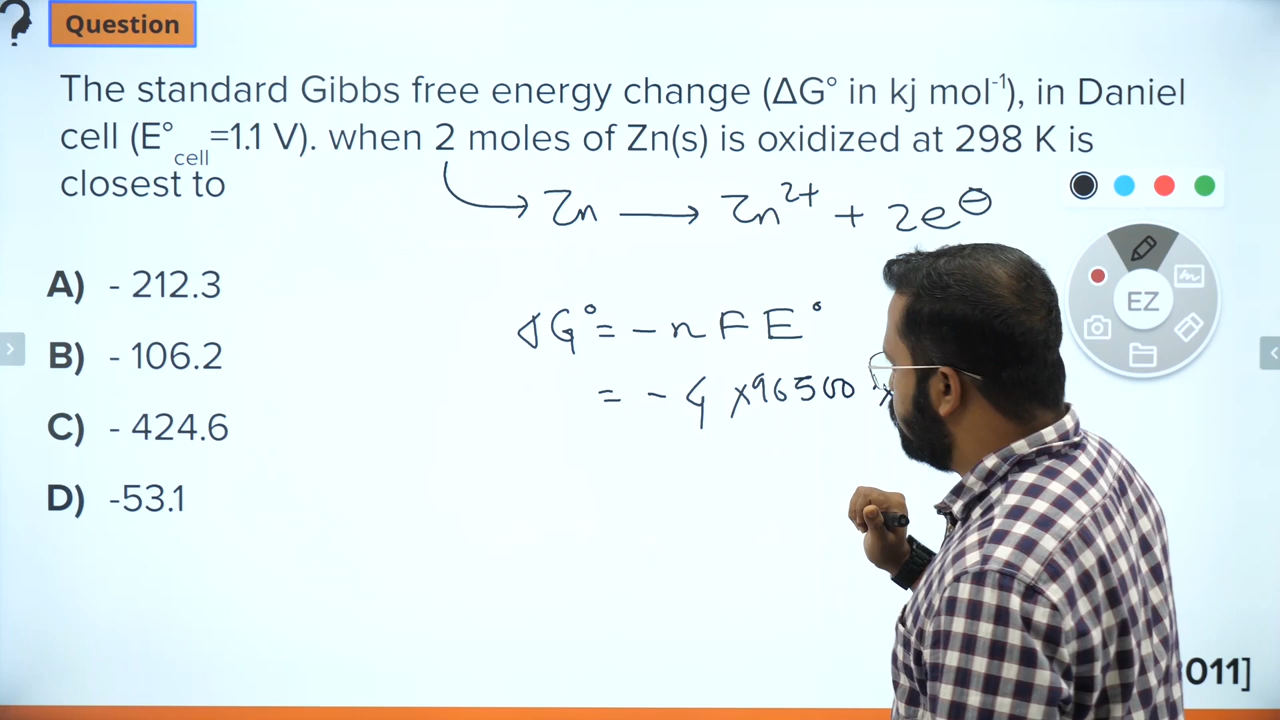 ?
Question
The standard Gibbs free energy change (ΔG° in kj mol⁻¹), in Daniel
cell (E°cell=1.1 V). when 2 moles of Zn(s) is oxidized at 298 K is
closest to
Zn ⟶ Zn²⁺ + 2e⊖
A) - 212.3
B) - 106.2
C) - 424.6
D) -53.1
ΔG° = - n F E°
= - 4 x 96500 x
EZ
011]